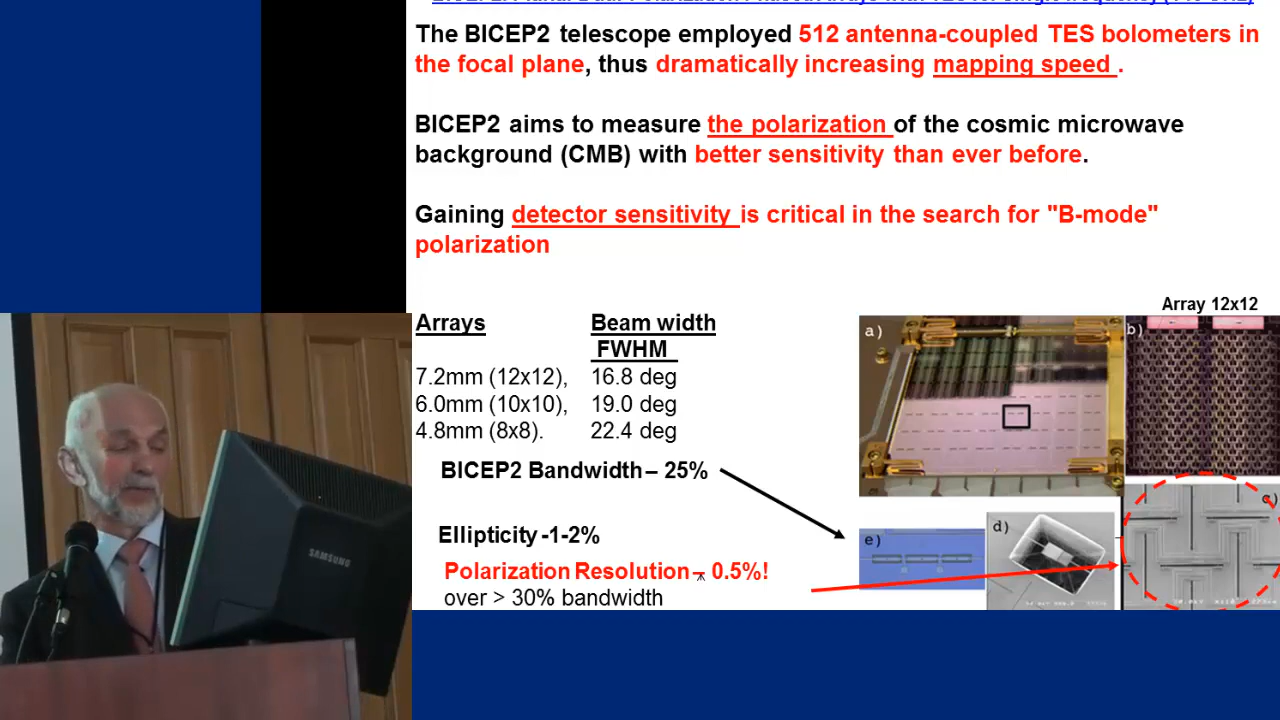 The BICEP2 telescope employed 512 antenna-coupled TES bolometers in
the focal plane, thus dramatically increasing mapping speed .
BICEP2 aims to measure the polarization of the cosmic microwave
background (CMB) with better sensitivity than ever before.
Gaining detector sensitivity is critical in the search for "B-mode"
polarization
Array 12x12
Arrays Beam width
FWHM
7.2mm (12x12), 16.8 deg
6.0mm (10x10), 19.0 deg
4.8mm (8x8). 22.4 deg
BICEP2 Bandwidth – 25%
Ellipticity -1-2%
Polarization Resolution – 0.5%!
over > 30% bandwidth
a)
b)
c)
d)
e)
SAMSUNG